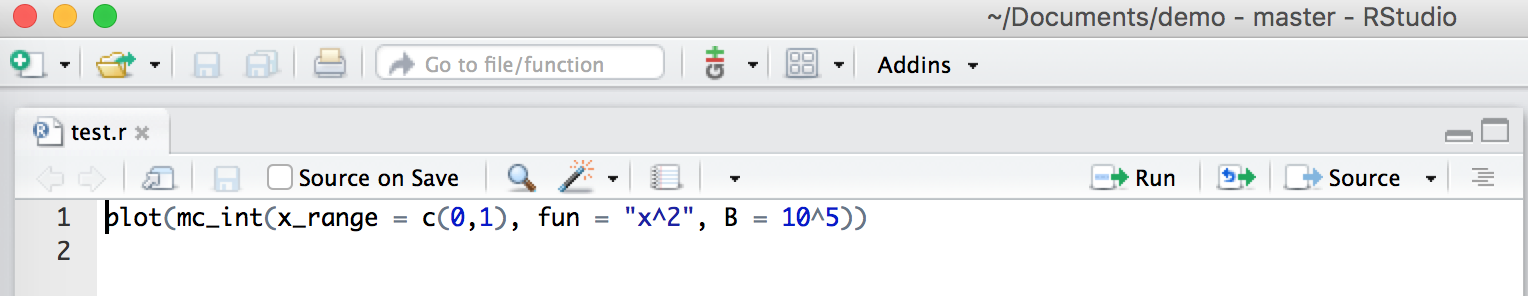 ~/Documents/demo - master - RStudio
Go to file/function
Addins
test.r
Source on Save
Run
Source
1 plot(mc_int(x_range = c(0,1), fun = "x^2", B = 10^5))
2